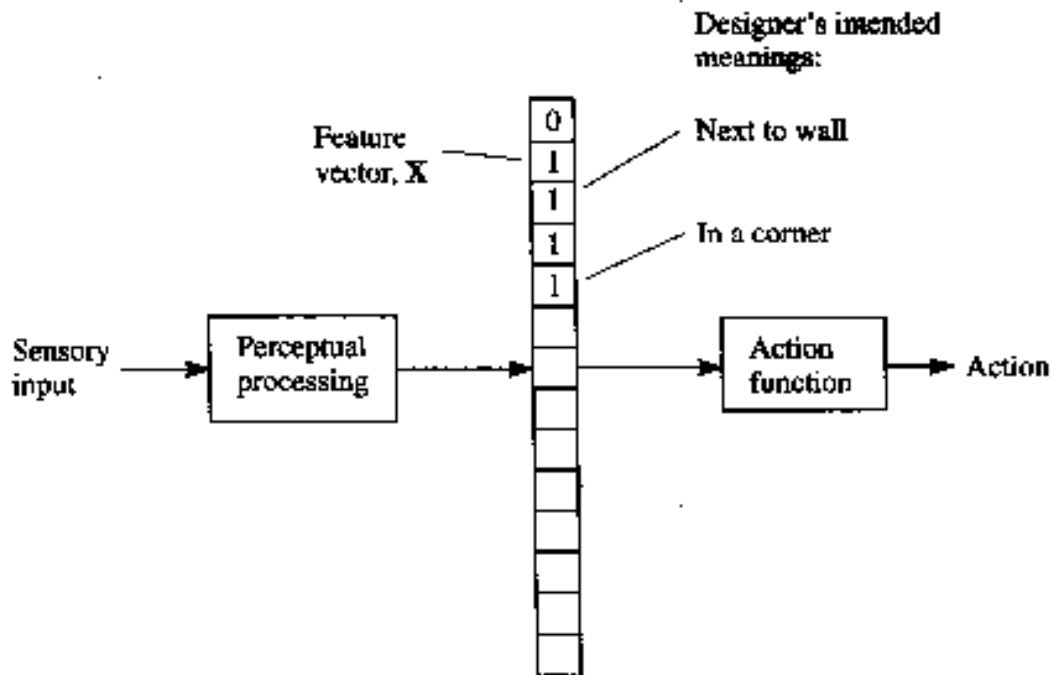 Designer's intended
meanings:
0
Feature
vector, X
1
Next to wall
1
1
In a corner
1
Sensory
input
Perceptual
processing
Action
function
Action